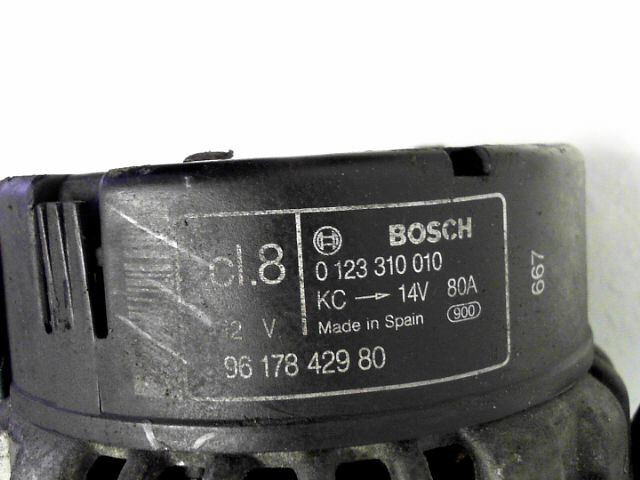 cl.8
BOSCH
0 123 310 010
KC → 14V 80A
Made in Spain 900
12 V
96 178 429 80
667